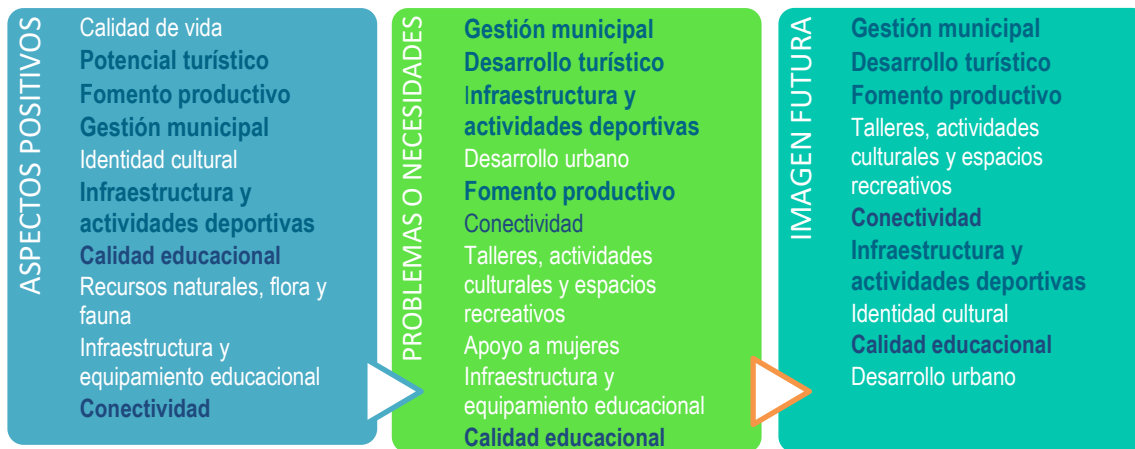 ASPECTOS POSITIVOS
Calidad de vida
Potencial turístico
Fomento productivo
Gestión municipal
Identidad cultural
Infraestructura y
actividades deportivas
Calidad educacional
Recursos naturales, flora y
fauna
Infraestructura y
equipamiento educacional
Conectividad
PROBLEMAS O NECESIDADES
Gestión municipal
Desarrollo turístico
Infraestructura y
actividades deportivas
Desarrollo urbano
Fomento productivo
Conectividad
Talleres, actividades
culturales y espacios
recreativos
Apoyo a mujeres
Infraestructura y
equipamiento educacional
Calidad educacional
IMAGEN FUTURA
Gestión municipal
Desarrollo turístico
Fomento productivo
Talleres, actividades
culturales y espacios
recreativos
Conectividad
Infraestructura y
actividades deportivas
Identidad cultural
Calidad educacional
Desarrollo urbano